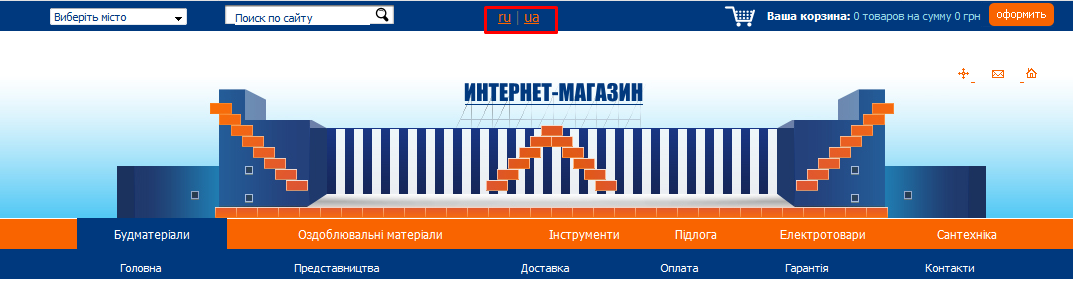 Виберіть місто
Поиск по сайту
ru | ua
Ваша корзина: 0 товаров на сумму 0 грн
оформить
ИНТЕРНЕТ-МАГАЗИН
Будматеріали Оздоблювальні матеріали Інструменти Підлога Електротовари Сантехніка
Головна Представництва Доставка Оплата Гарантія Контакти